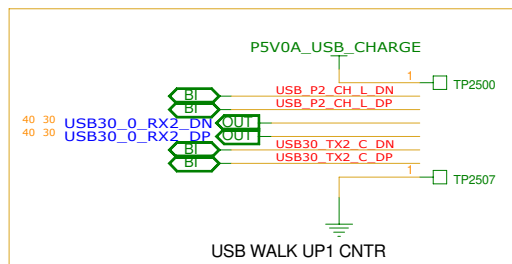 P5V0A_USB_CHARGE
1
TP2500
BI USB_P2_CH_L_DN
BI USB_P2_CH_L_DP
40 30 USB30_0_RX2_DN OUT
40 30 USB30_0_RX2_DP OUT
BI USB30_TX2_C_DN
BI USB30_TX2_C_DP
1
TP2507
USB WALK UP1 CNTR